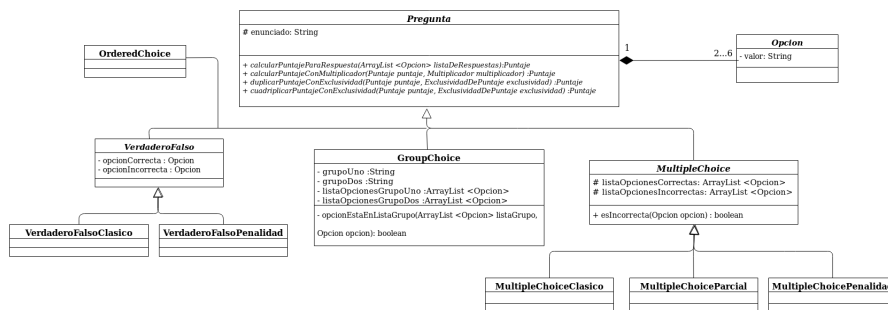 Pregunta
# enunciado: String
+ calcularPuntajeParaRespuesta(ArrayList <Opcion> listaDeRespuestas):Puntaje
+ calcularPuntajeConMultiplicador(Puntaje puntaje, Multiplicador multiplicador) :Puntaje
+ duplicarPuntajeConExclusividad(Puntaje puntaje, ExclusividadDePuntaje exclusividad) :Puntaje
+ cuadriplicarPuntajeConExclusividad(Puntaje puntaje, ExclusividadDePuntaje exclusividad) :Puntaje
1
2...6
Opcion
- valor: String
OrderedChoice
VerdaderoFalso
- opcionCorrecta : Opcion
- opcionIncorrecta : Opcion
GroupChoice
- grupoUno :String
- grupoDos :String
- listaOpcionesGrupoUno :ArrayList <Opcion>
- listaOpcionesGrupoDos :ArrayList <Opcion>
- opcionEstaEnListaGrupo(ArrayList <Opcion> listaGrupo,
Opcion opcion): boolean
MultipleChoice
# listaOpcionesCorrectas: ArrayList <Opcion>
# listaOpcionesIncorrectas: ArrayList <Opcion>
+ esIncorrecta(Opcion opcion) : boolean
VerdaderoFalsoClasico
VerdaderoFalsoPenalidad
MultipleChoiceClasico
MultipleChoiceParcial
MultipleChoicePenalidad